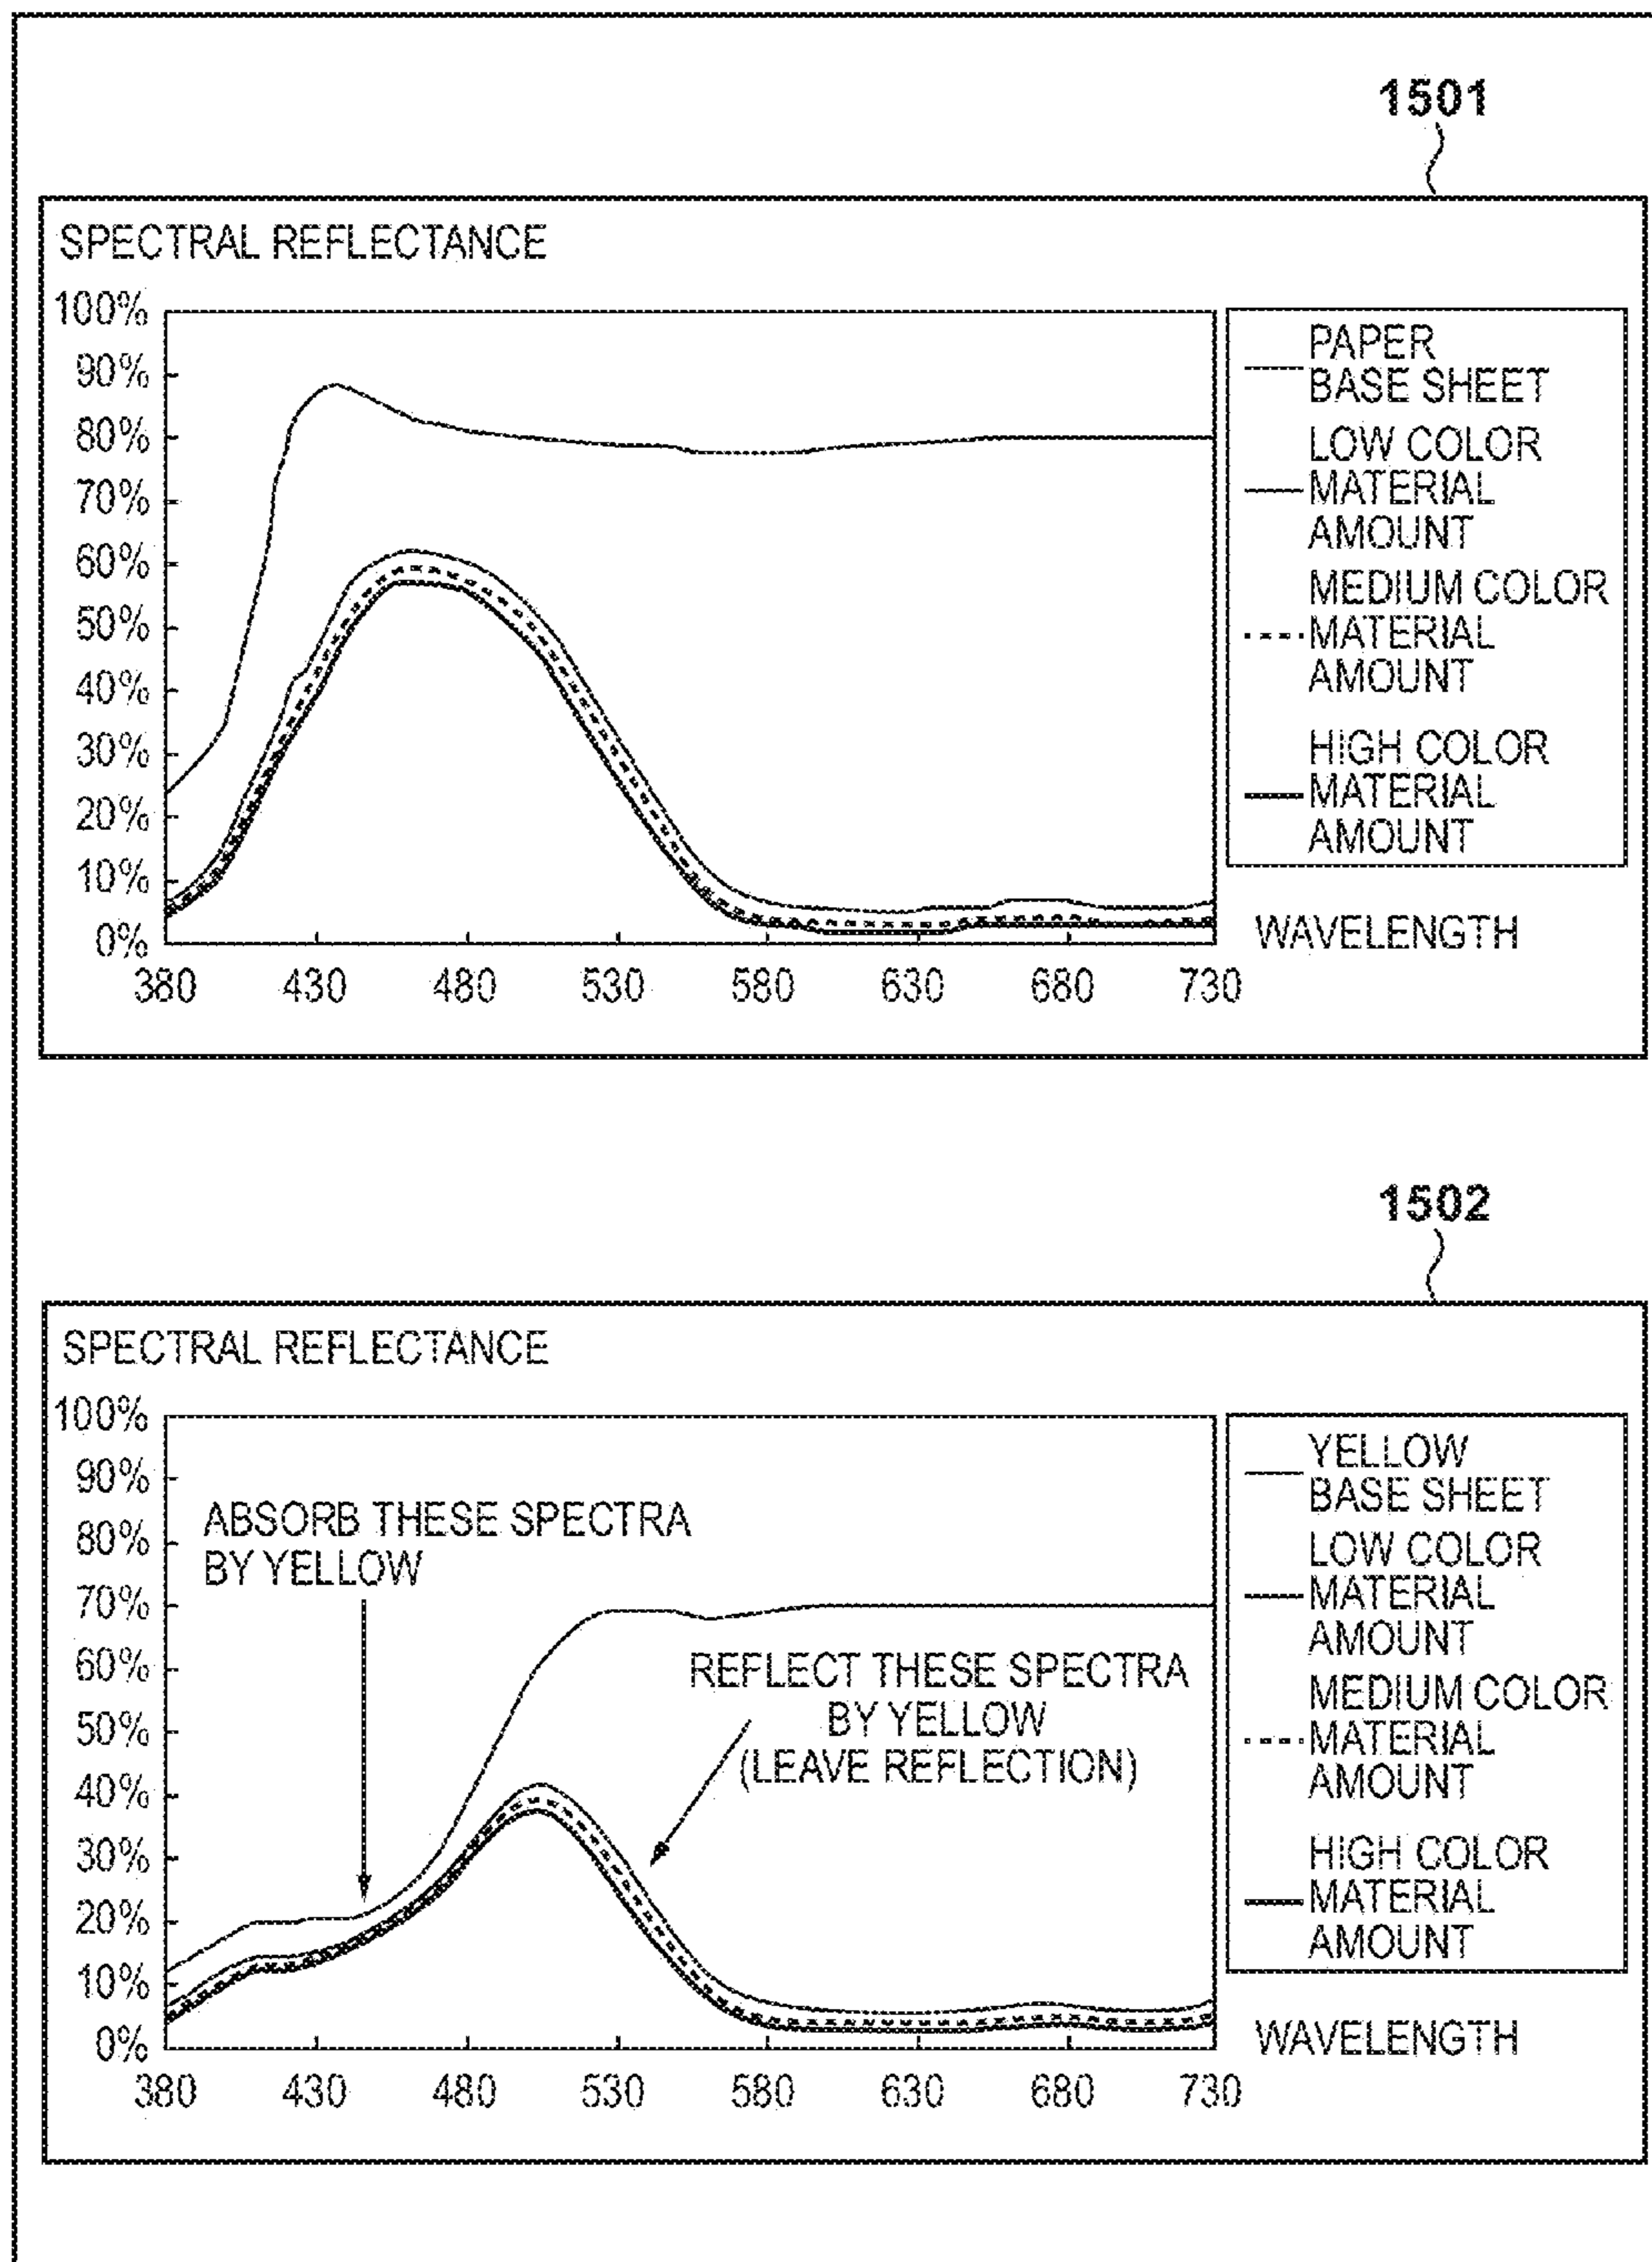 1501
SPECTRAL REFLECTANCE
100%
90%
80%
70%
60%
50%
40%
30%
20%
10%
0%
380 430 480 530 580 630 680 730
WAVELENGTH
PAPER
BASE SHEET
LOW COLOR
MATERIAL
AMOUNT
MEDIUM COLOR
MATERIAL
AMOUNT
HIGH COLOR
MATERIAL
AMOUNT
1502
SPECTRAL REFLECTANCE
100%
90%
80%
70%
60%
50%
40%
30%
20%
10%
0%
ABSORB THESE SPECTRA
BY YELLOW
REFLECT THESE SPECTRA
BY YELLOW
(LEAVE REFLECTION)
380 430 480 530 580 630 680 730
WAVELENGTH
YELLOW
BASE SHEET
LOW COLOR
MATERIAL
AMOUNT
MEDIUM COLOR
MATERIAL
AMOUNT
HIGH COLOR
MATERIAL
AMOUNT